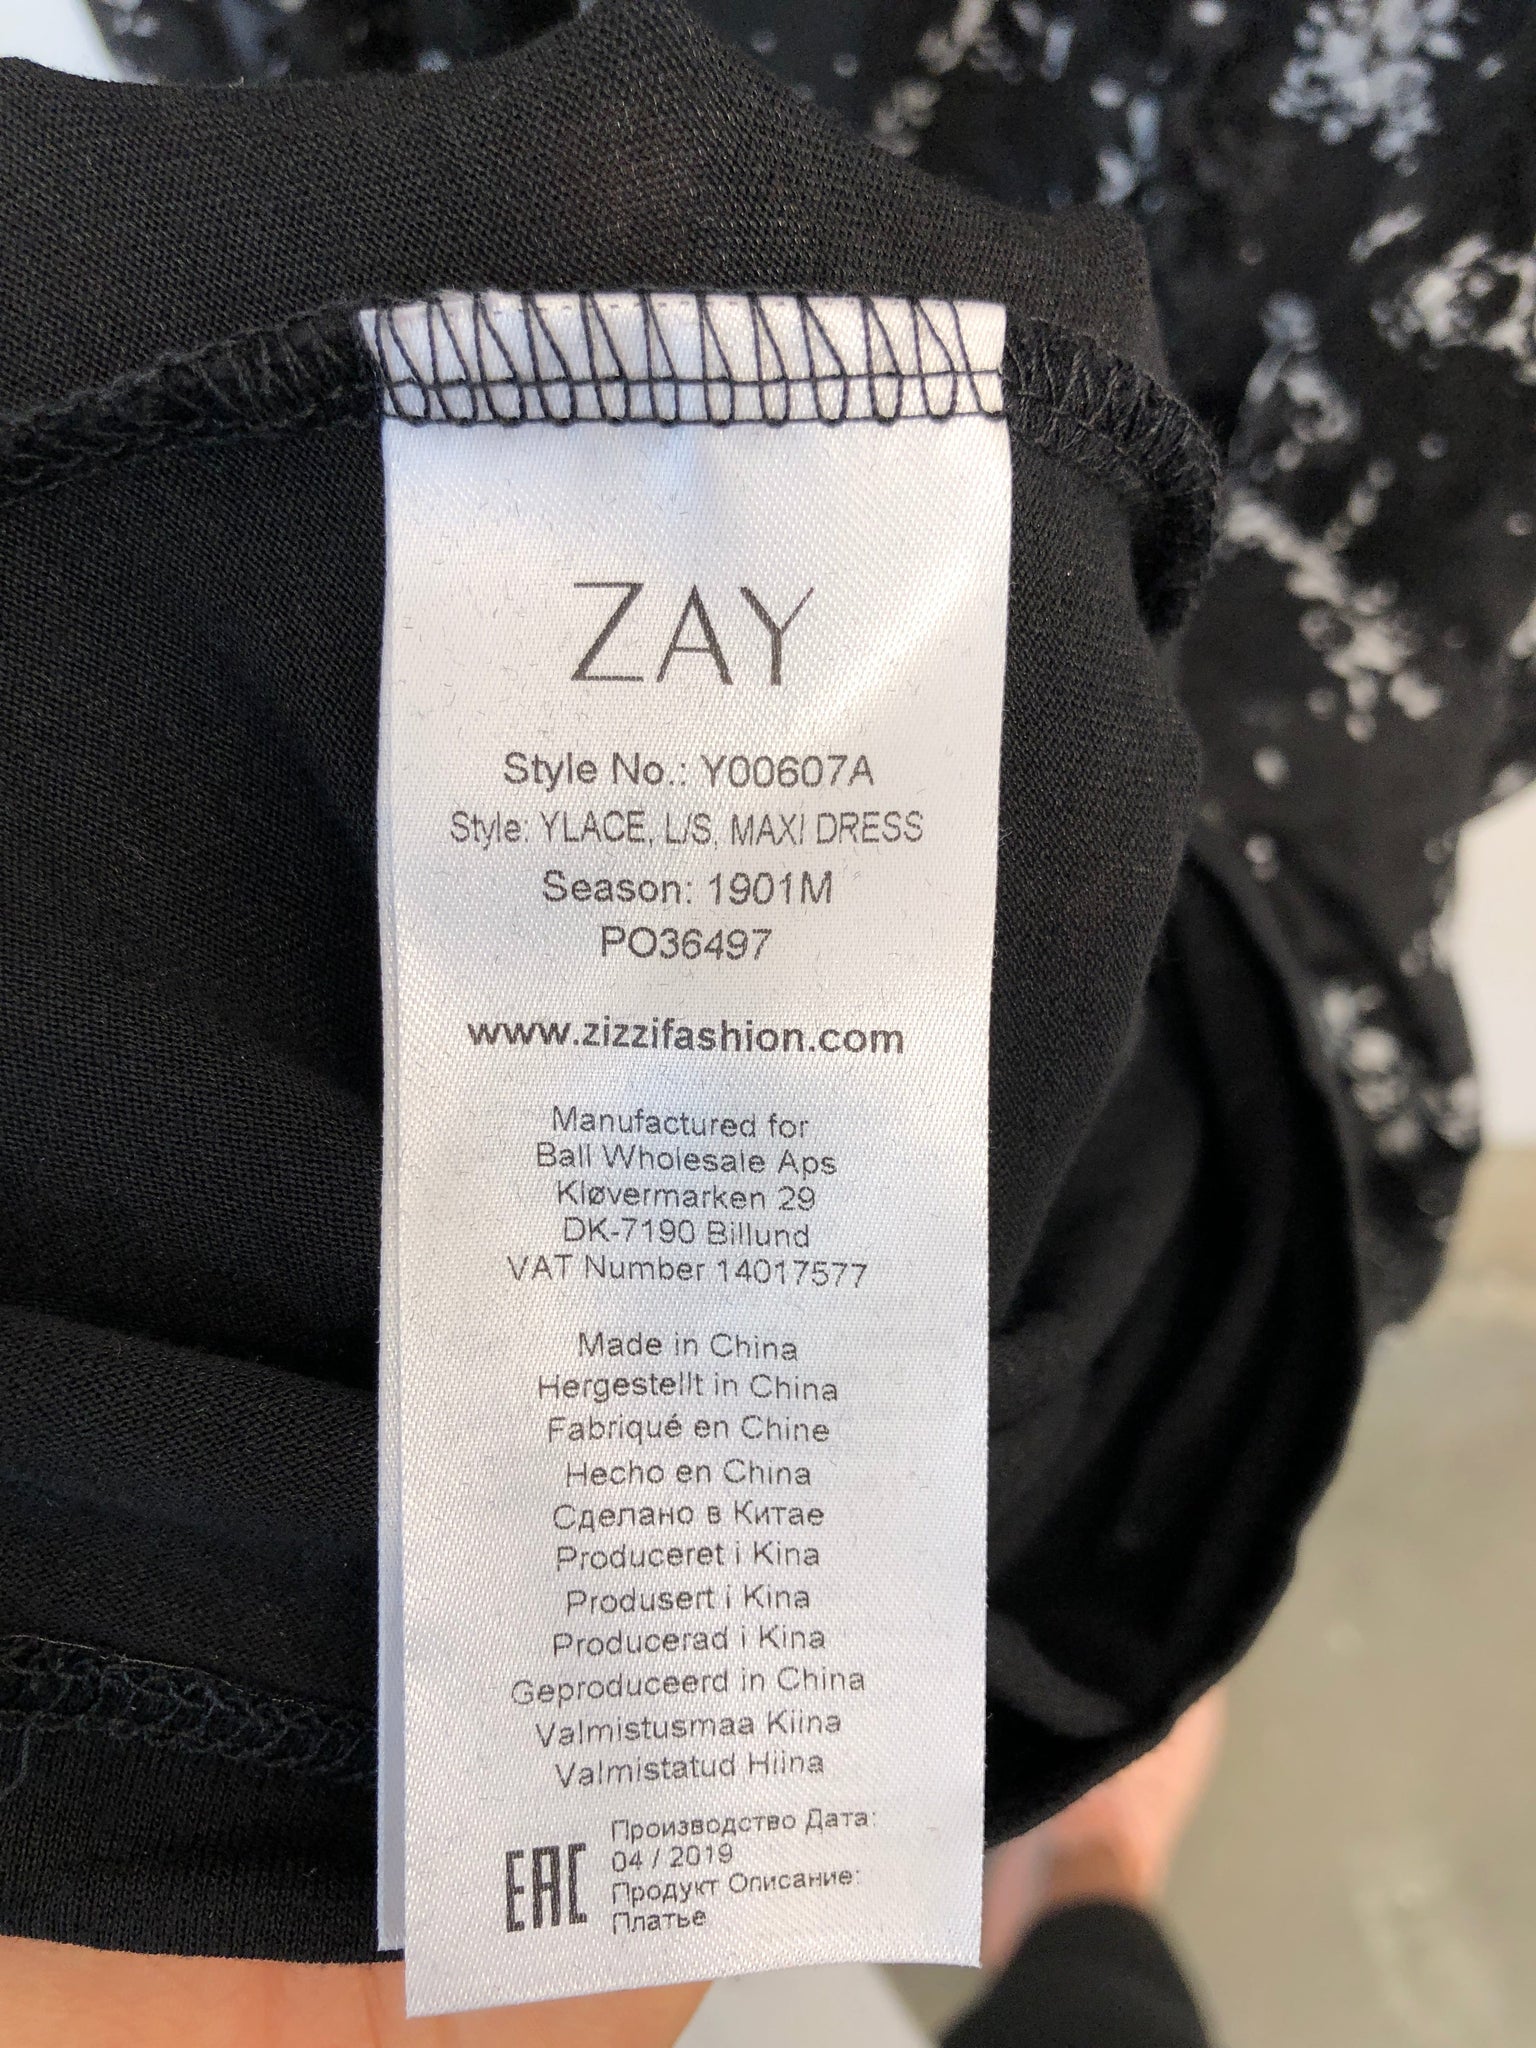 ZAY
Style No.: Y00607A
Style: YLACE, L/S, MAXI DRESS
Season: 1901M
PO36497
www.zizzifashion.com
Manufactured for
Ball Wholesale Aps
Kløvermarken 29
DK-7190 Billund
VAT Number 14017577
Made in China
Hergestellt in China
Fabriqué en Chine
Hecho en China
Сделано в Китае
Produceret i Kina
Produsert i Kina
Producerad i Kina
Geproduceerd in China
Valmistusmaa Kiina
Valmistatud Hiina
EAC
Производство Дата:
04 / 2019
Продукт Описание:
Платье